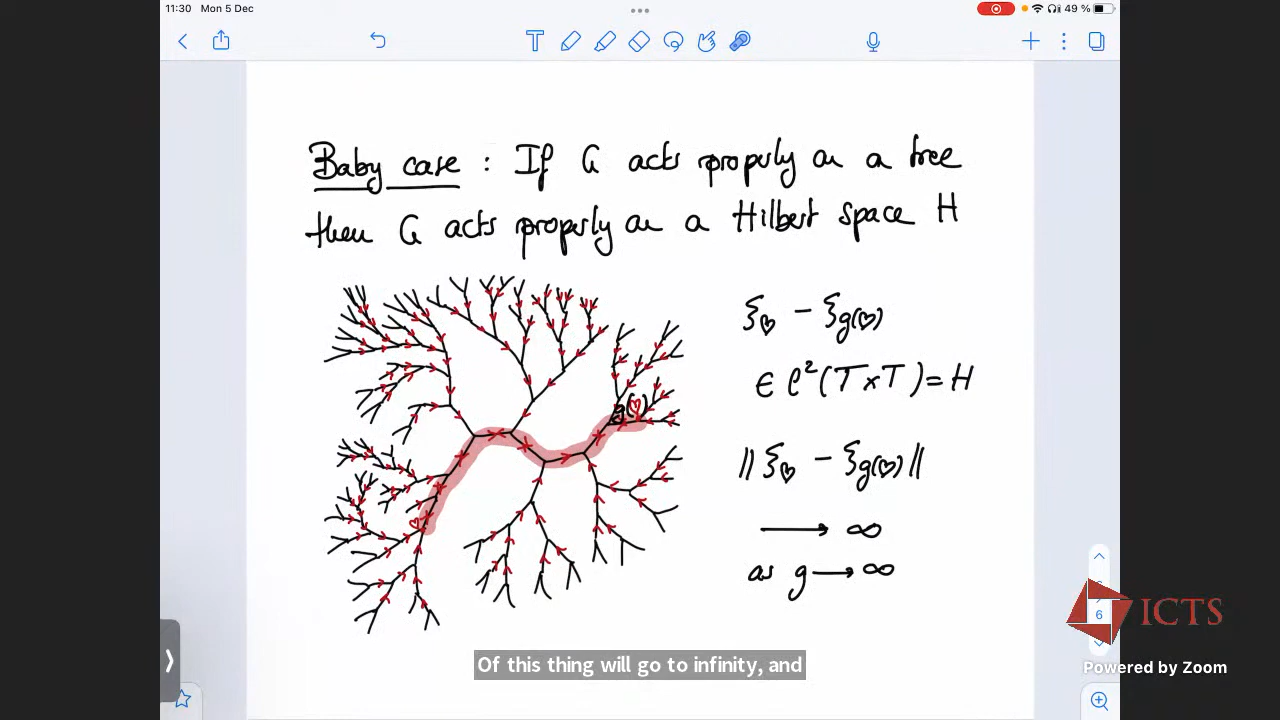 11:30 Mon 5 Dec
49 %
Baby case : If G acts properly on a tree
then G acts properly on a Hilbert space H
ξ♡ − ξg(♡)
∈ ℓ²(T×T) = H
g(♡)
‖ξ♡ − ξg(♡)‖
⟶ ∞
as g ⟶ ∞
6
ICTS
Of this thing will go to infinity, and
Powered by Zoom